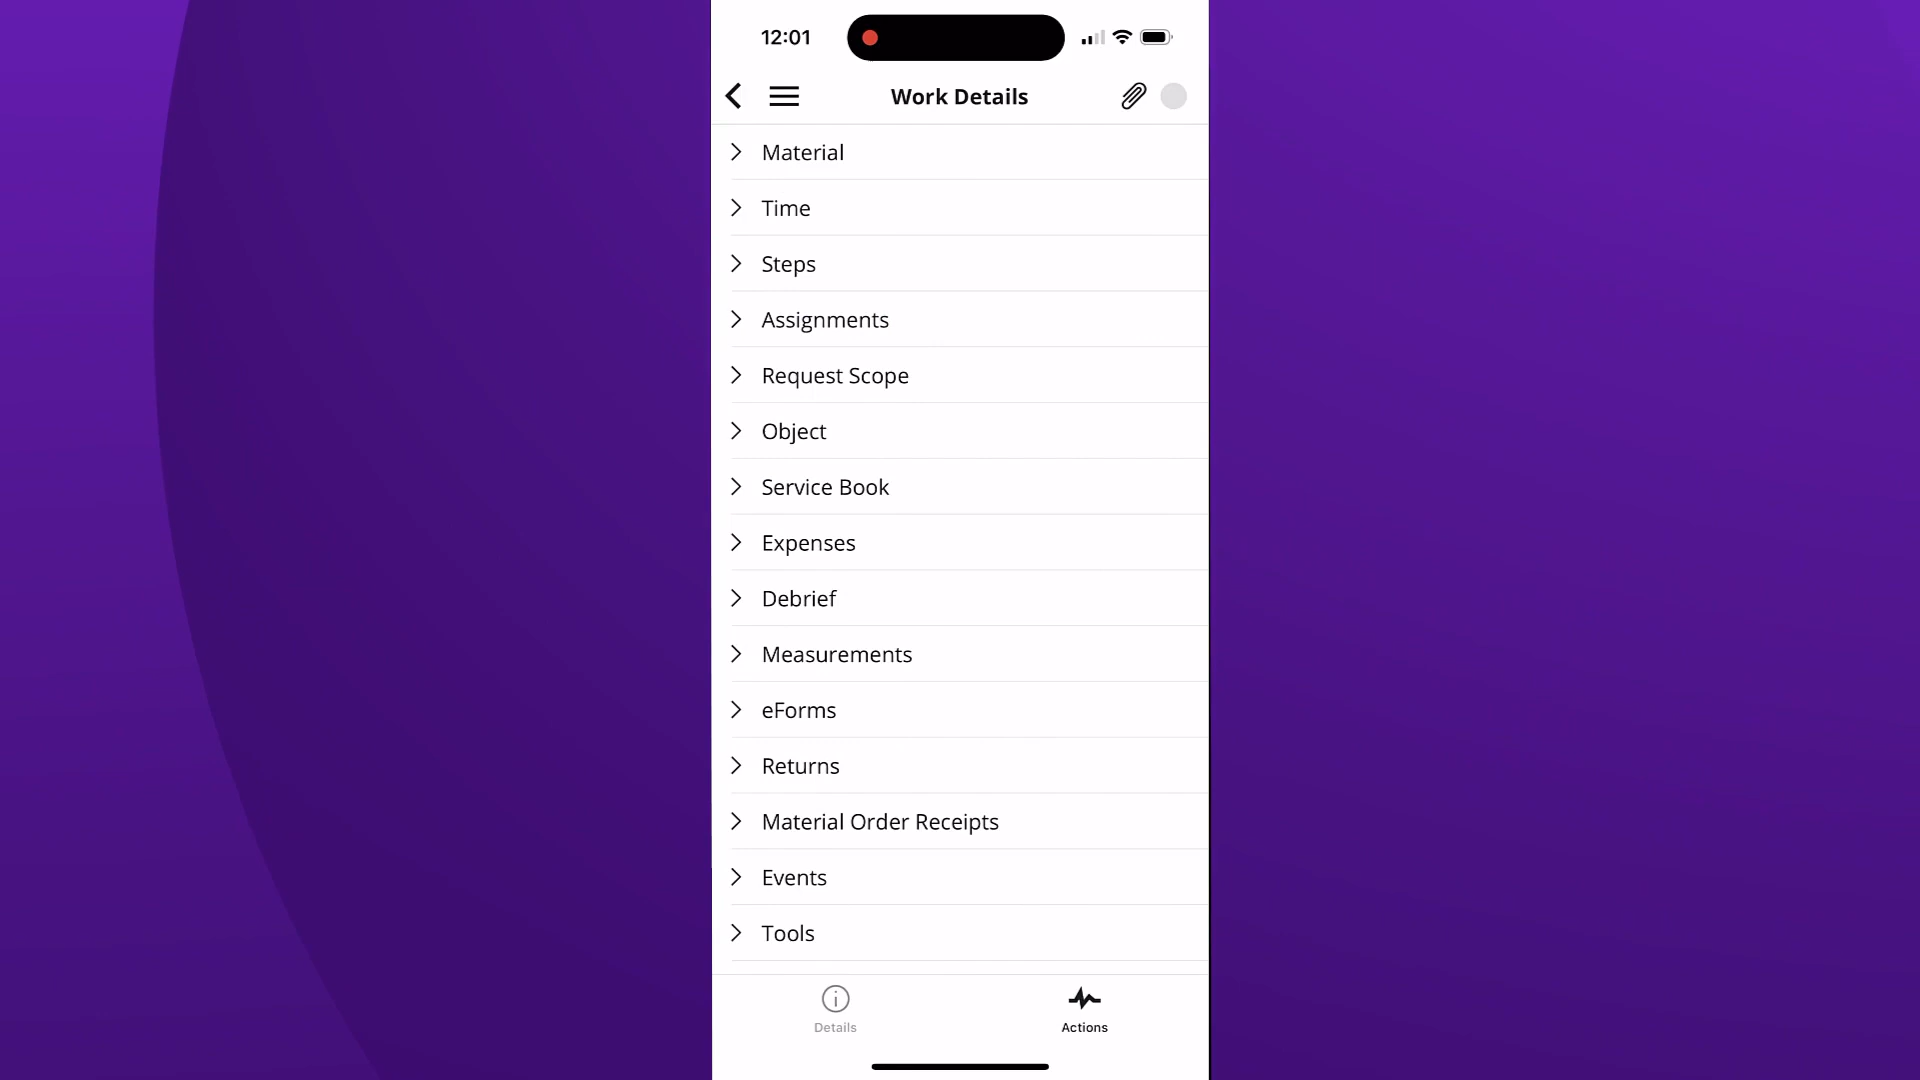 12:01
Work Details
Material
Time
Steps
Assignments
Request Scope
Object
Service Book
Expenses
Debrief
Measurements
eForms
Returns
Material Order Receipts
Events
Tools
Details
Actions